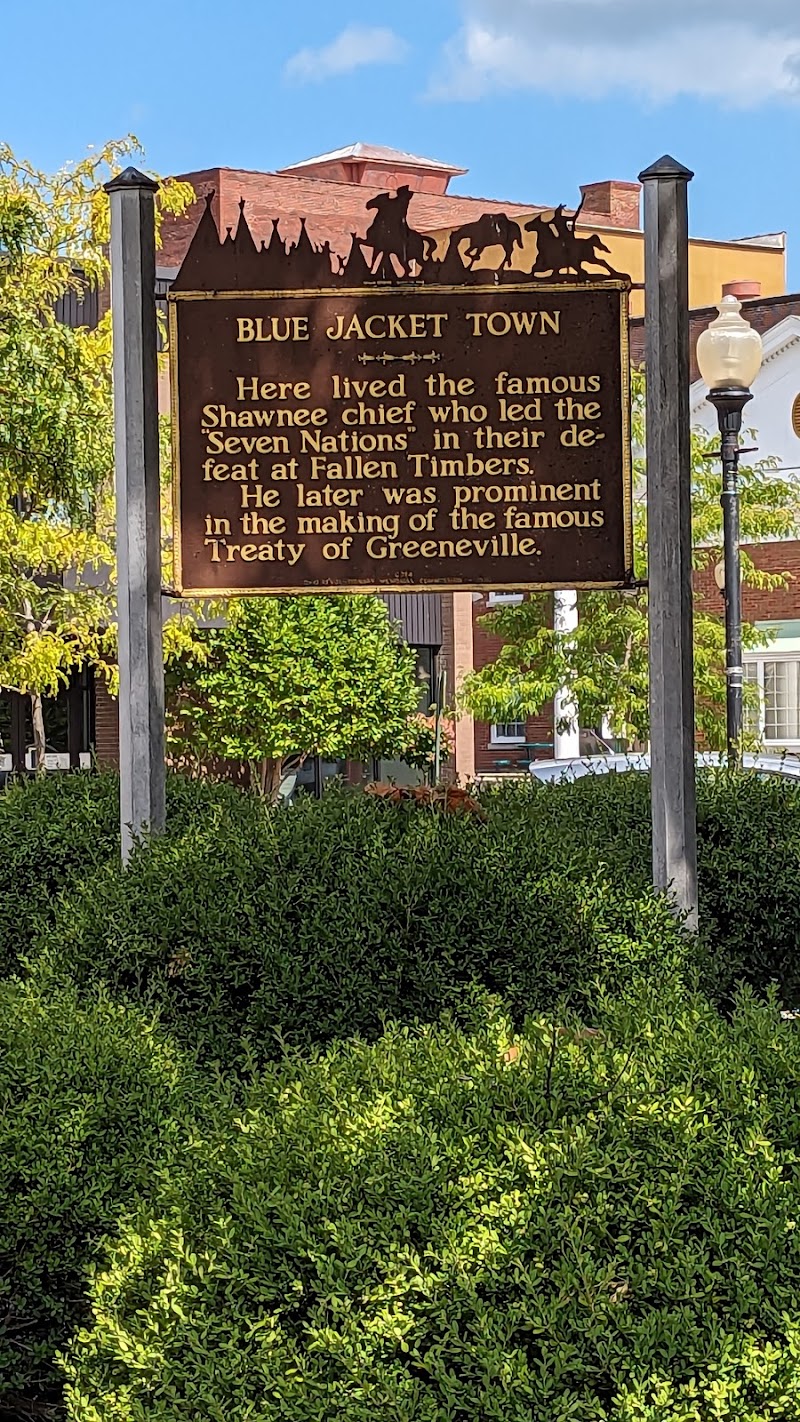 BLUE JACKET TOWN
Here lived the famous
Shawnee chief who led the
"Seven Nations" in their de-
feat at Fallen Timbers.
He later was prominent
in the making of the famous
Treaty of Greeneville.